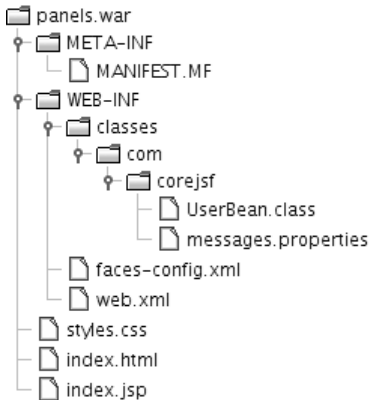 panels.war
META-INF
MANIFEST.MF
WEB-INF
classes
com
corejsf
UserBean.class
messages.properties
faces-config.xml
web.xml
styles.css
index.html
index.jsp